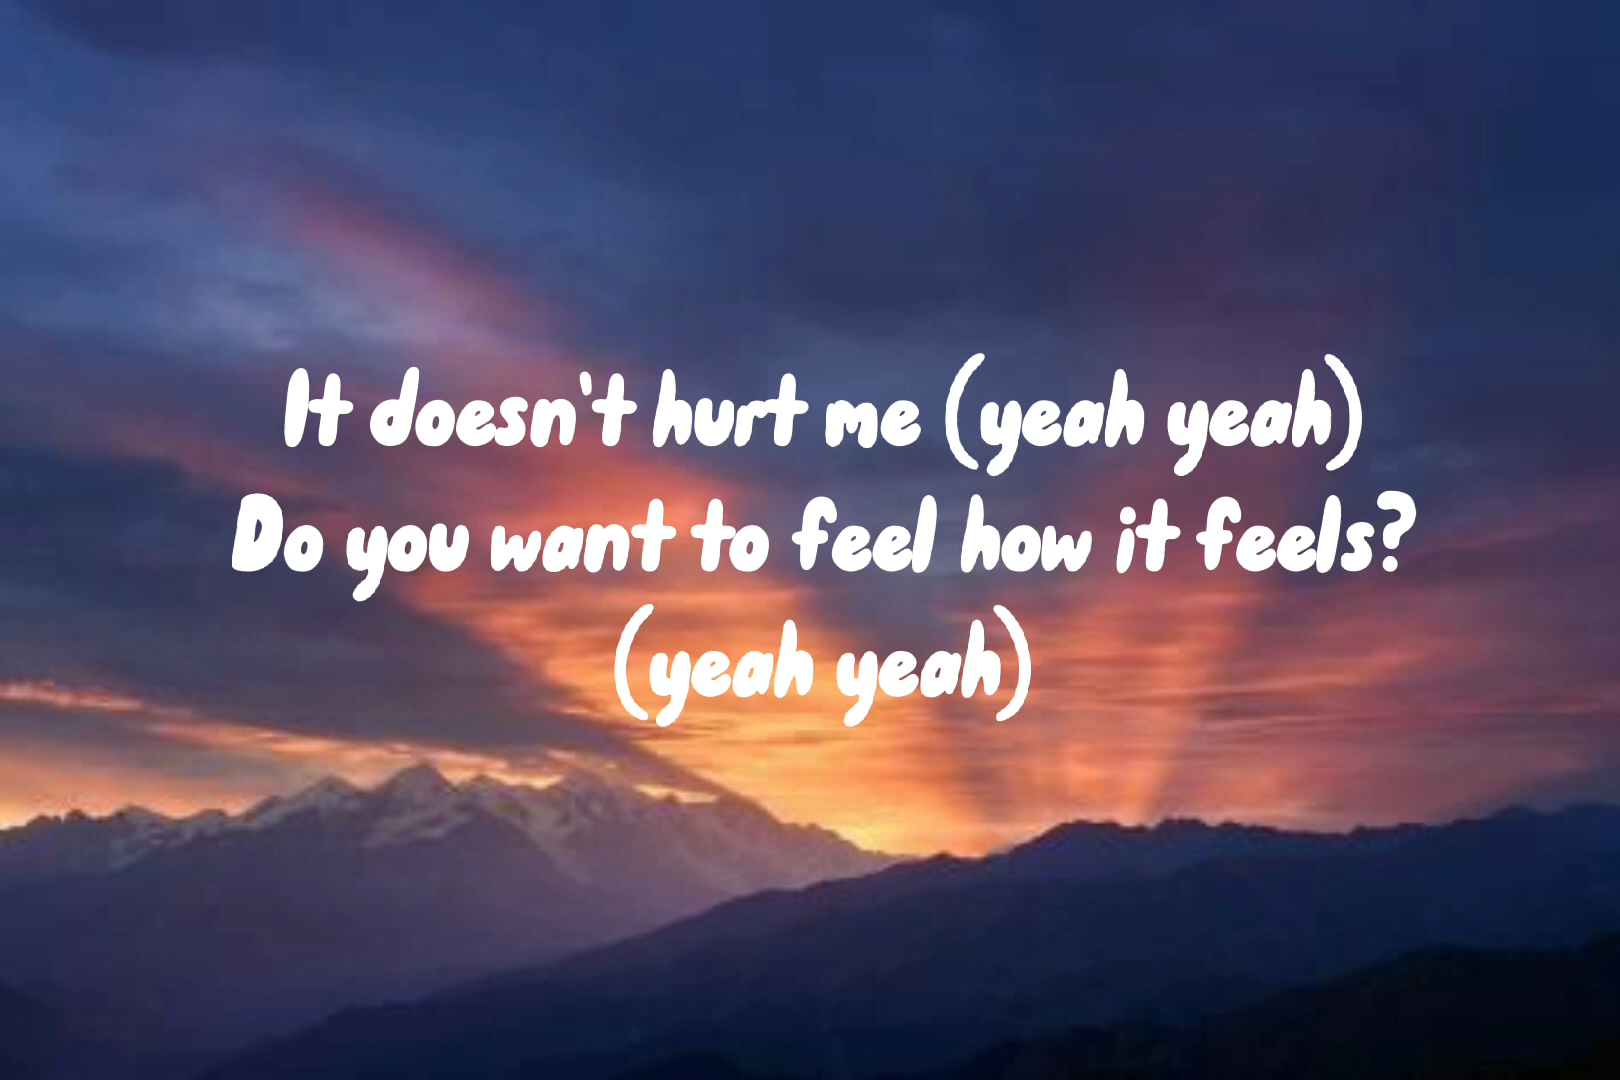 It doesn't hurt me (yeah yeah)
Do you want to feel how it feels?
(yeah yeah)